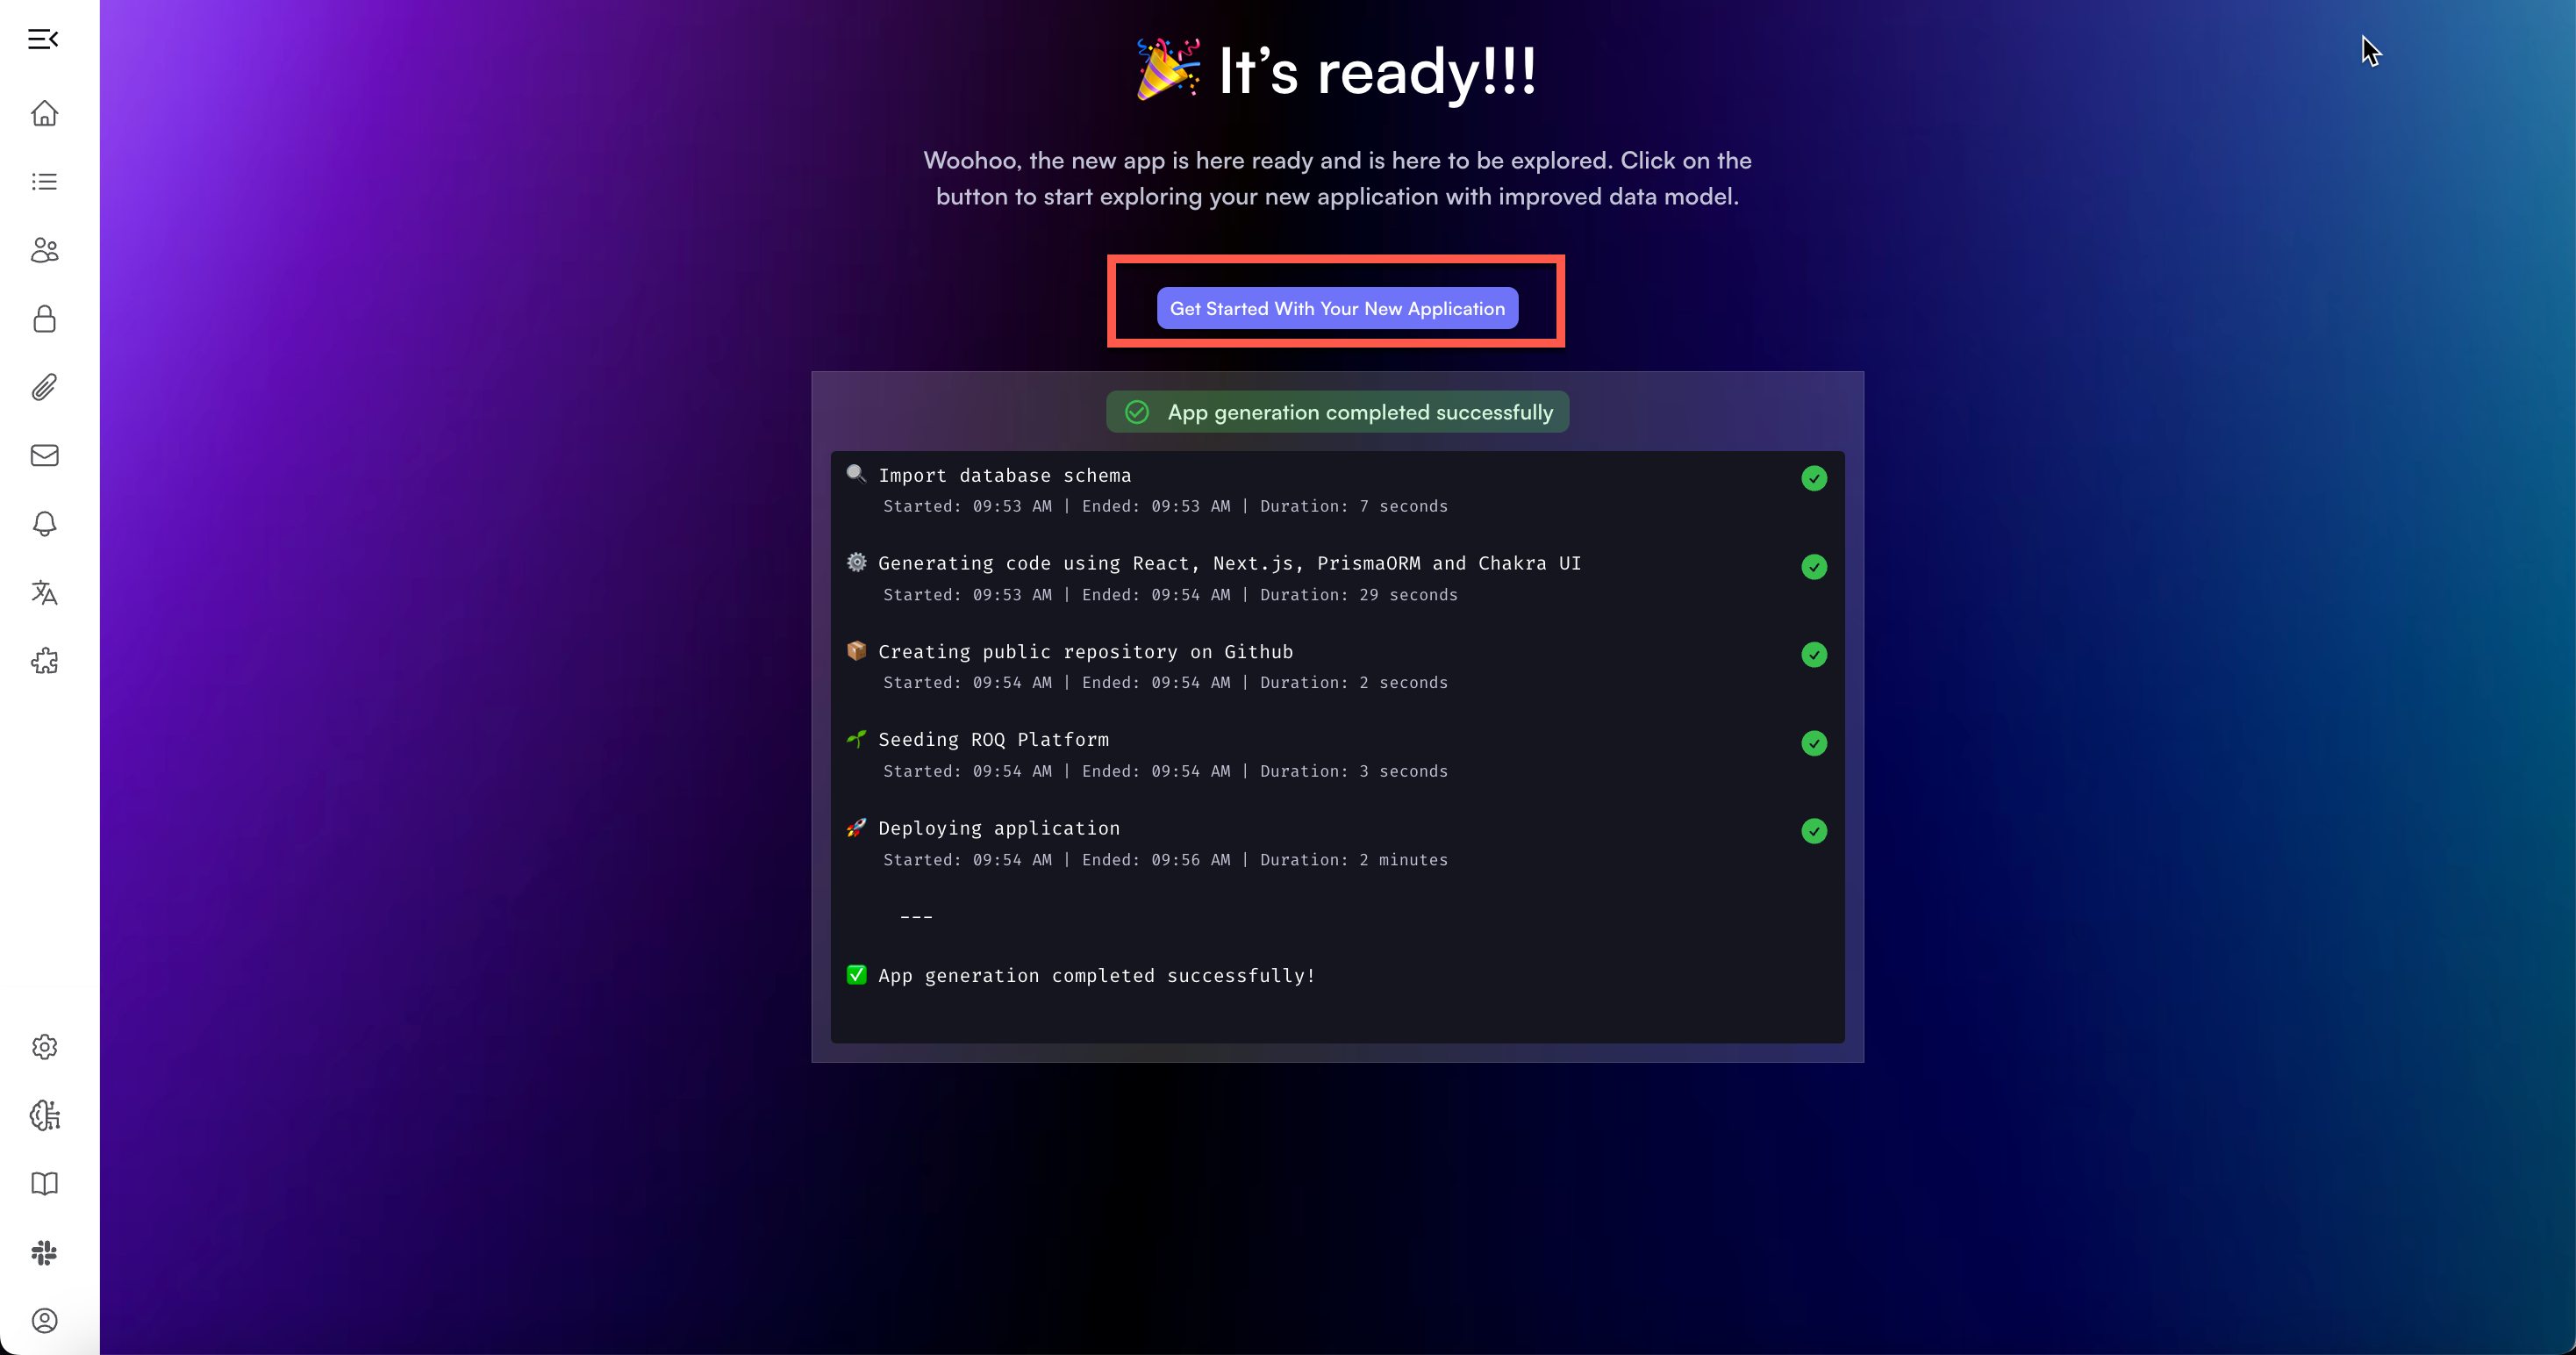 It’s ready!!!
Woohoo, the new app is here ready and is here to be explored. Click on the
button to start exploring your new application with improved data model.
Get Started With Your New Application
App generation completed successfully
Import database schema
Started: 09:53 AM | Ended: 09:53 AM | Duration: 7 seconds
Generating code using React, Next.js, PrismaORM and Chakra UI
Started: 09:53 AM | Ended: 09:54 AM | Duration: 29 seconds
Creating public repository on Github
Started: 09:54 AM | Ended: 09:54 AM | Duration: 2 seconds
Seeding ROQ Platform
Started: 09:54 AM | Ended: 09:54 AM | Duration: 3 seconds
Deploying application
Started: 09:54 AM | Ended: 09:56 AM | Duration: 2 minutes
---
App generation completed successfully!